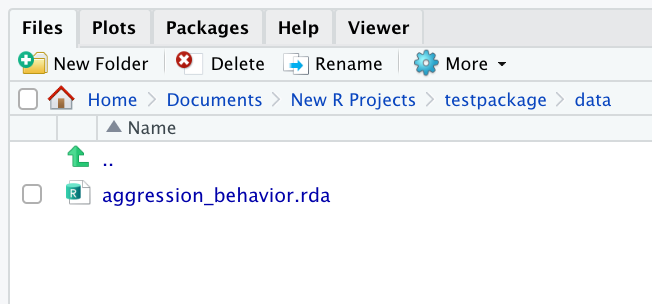 Files Plots Packages Help Viewer
New Folder Delete Rename More
Home Documents New R Projects testpackage data
Name
..
R aggression_behavior.rda